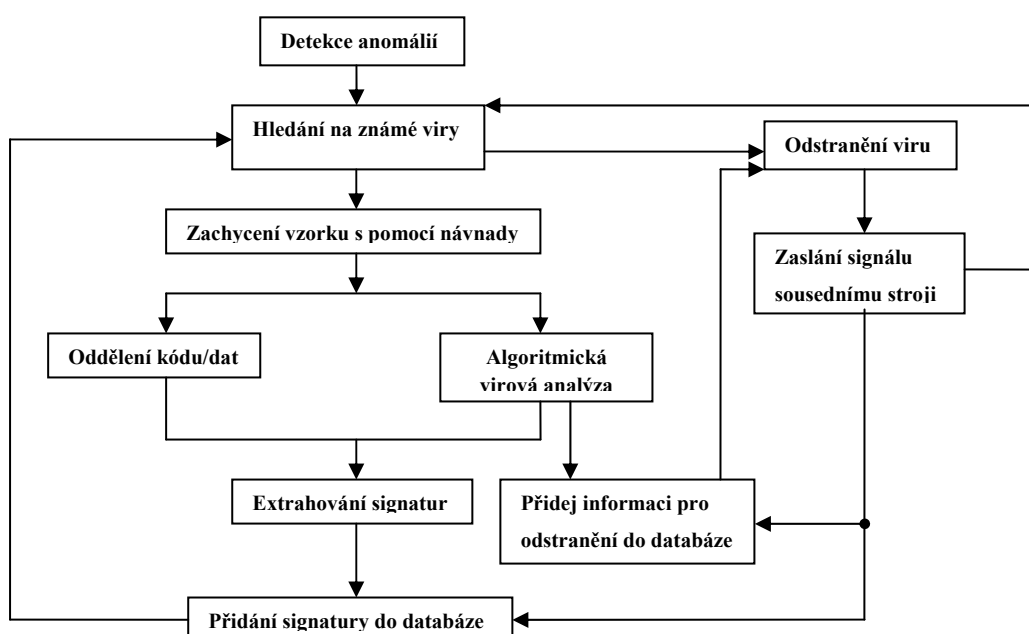 Detekce anomálií
Hledání na známé viry
Odstranění viru
Zachycení vzorku s pomocí návnady
Zaslání signálu
sousednímu stroji
Oddělení kódu/dat
Algoritmická
virová analýza
Extrahování signatur
Přidej informaci pro
odstranění do databáze
Přidání signatury do databáze